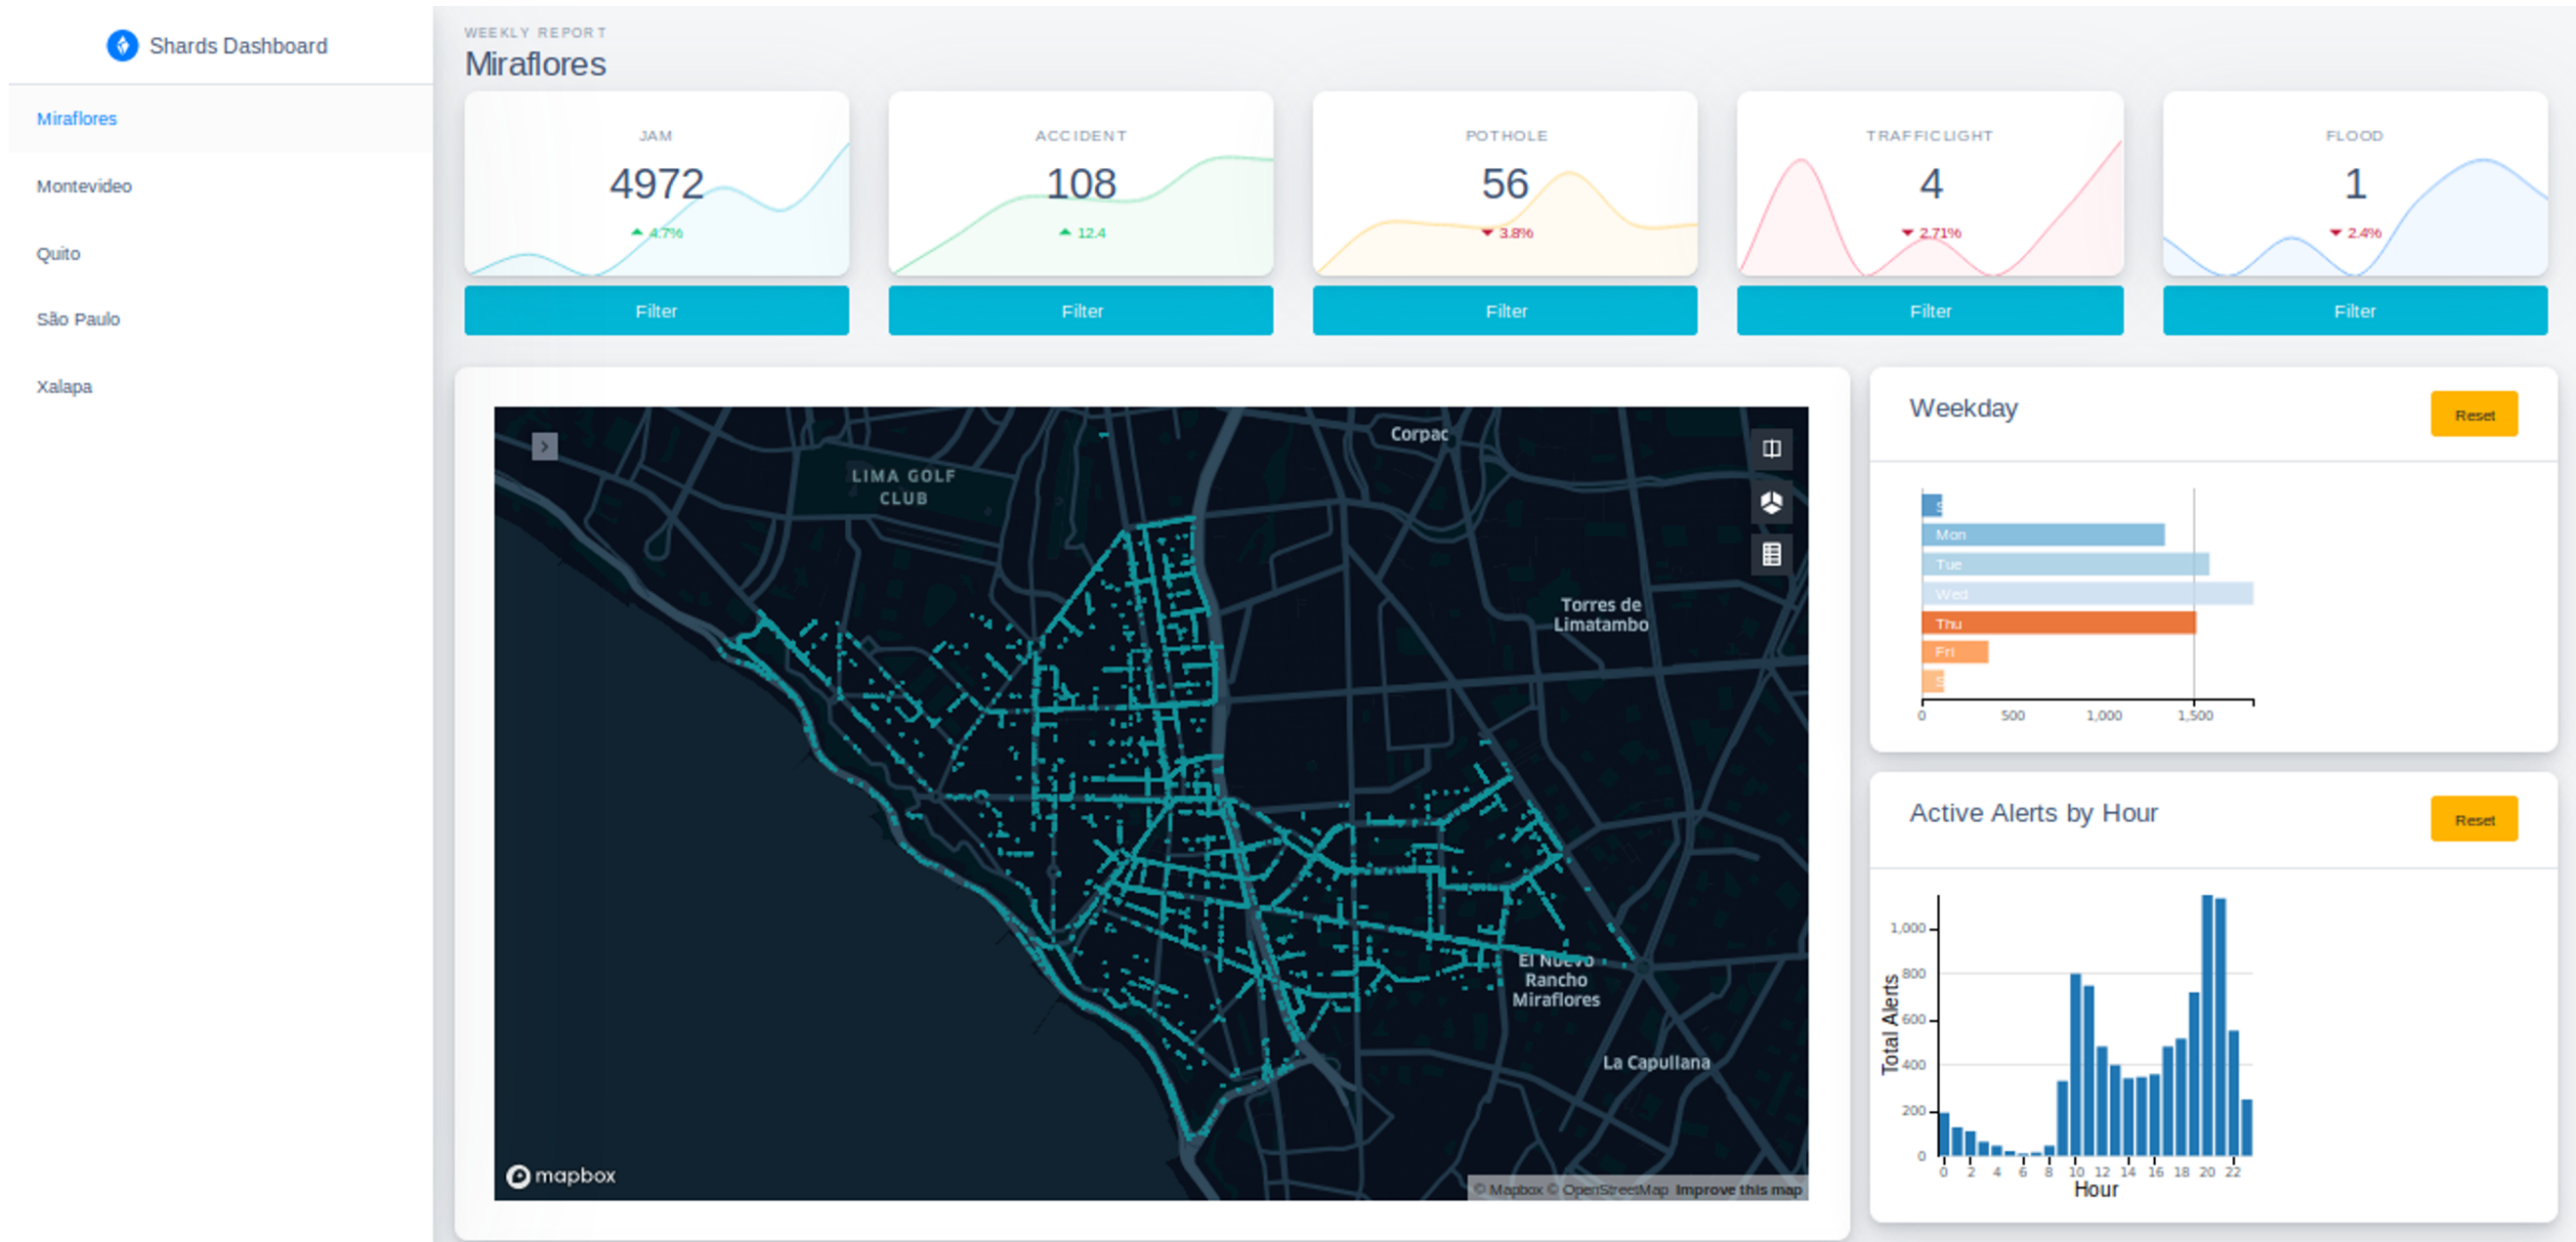 Shards Dashboard
Miraflores
Montevideo
Quito
São Paulo
Xalapa
WEEKLY REPORT
Miraflores
JAM
4972
4.7%
Filter
ACCIDENT
108
12.4
Filter
POTHOLE
56
3.8%
Filter
TRAFFICLIGHT
4
2.71%
Filter
FLOOD
1
2.4%
Filter
LIMA GOLF
CLUB
Corpac
Torres de
Limatambo
El Nuevo
Rancho
Miraflores
La Capullana
mapbox
© Mapbox © OpenStreetMap Improve this map
Weekday
Reset
S
Mon
Tue
Wed
Thu
Fri
S
0 500 1,000 1,500
Active Alerts by Hour
Reset
Total Alerts
1,000
800
600
400
200
0
0 2 4 6 8 10 12 14 16 18 20 22
Hour